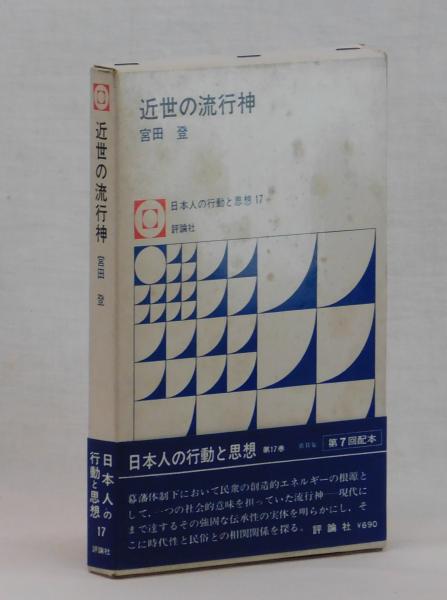 近世の流行神
宮田 登
日本人の行動と思想 17
評論社
日本人の行動と思想 第17巻
第7回配本
幕藩体制下において民衆の創造的エネルギーの根源と
して、一つの社会的意味を担っていた流行神──現代に
まで達するその強固な伝承性の実体を明らかにし、そ
こに時代性と民俗との相関関係を探る。 評論社 ¥690
近世の流行神
宮田 登
日本人の
行動と思想
17
評論社